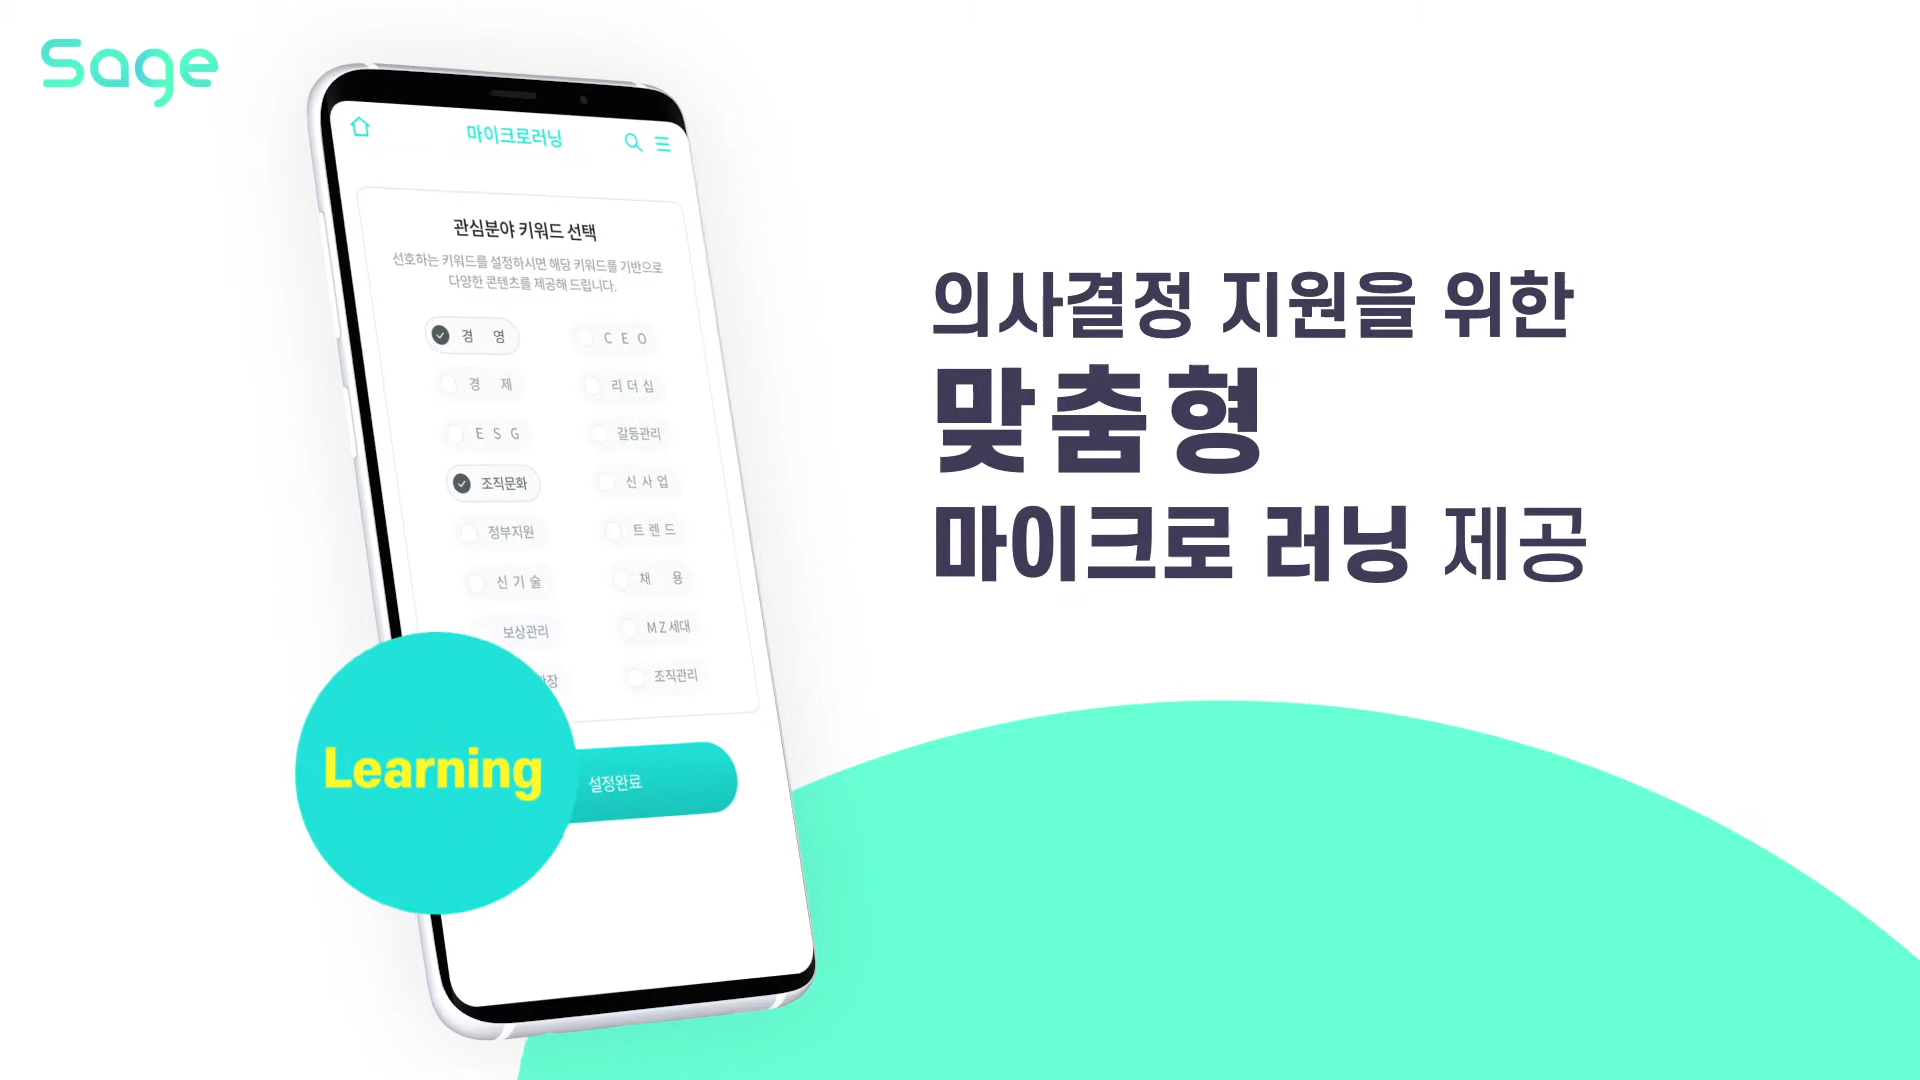 Sage
마이크로러닝
관심분야 키워드 선택
선호하는 키워드를 설정하시면 해당 키워드를 기반으로
다양한 콘텐츠를 제공해 드립니다.
경 영
CEO
경 제
리더십
ESG
갈등관리
조직문화
신사업
정부지원
트렌드
신기술
채 용
보상관리
MZ세대
조직관리
설정완료
Learning
의사결정 지원을 위한
맞춤형
마이크로 러닝 제공